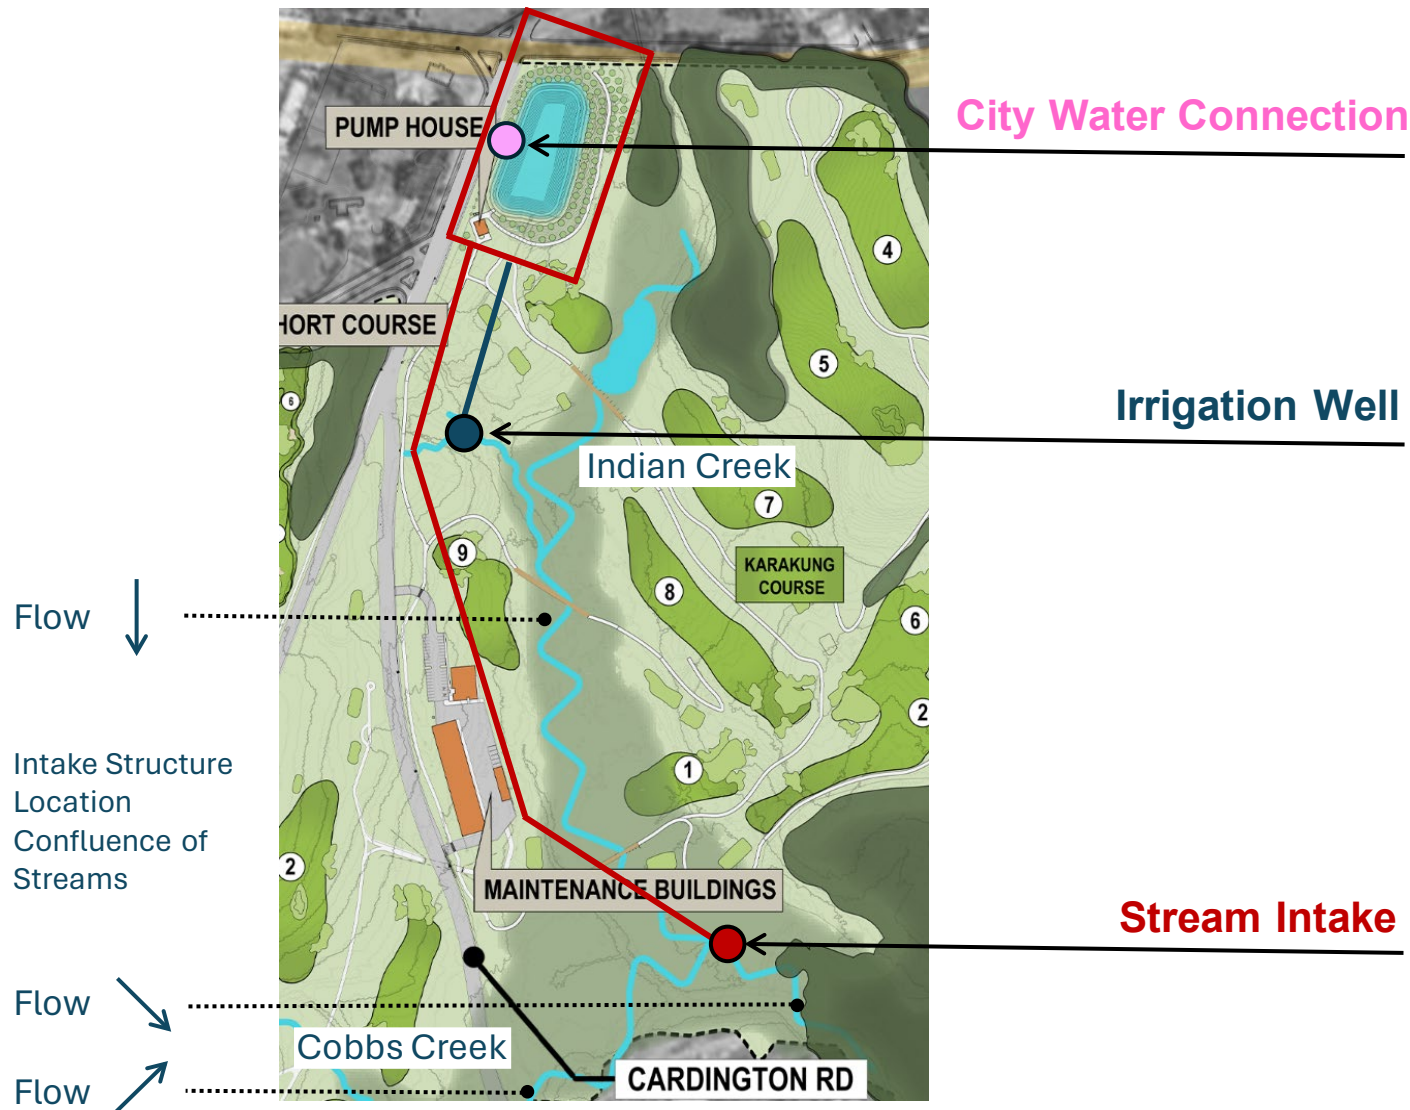 City Water Connection
PUMP HOUSE
4
HORT COURSE
5
6
Irrigation Well
Indian Creek
7
9
KARAKUNG
COURSE
8
Flow
6
2
Intake Structure
Location
Confluence of
Streams
1
2
MAINTENANCE BUILDINGS
Stream Intake
Flow
Cobbs Creek
CARDINGTON RD
Flow